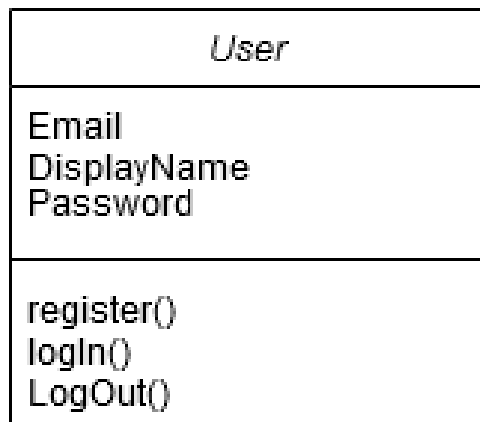 User
Email
DisplayName
Password
register()
logIn()
LogOut()